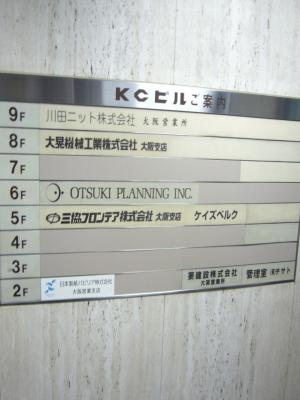 KCビルご案内
9F 川田ニット株式会社 大阪営業所
8F 大晃機械工業株式会社 大阪支店
7F
6F OTSUKI PLANNING INC.
5F 三協フロンテア株式会社 大阪支店 ケイズベルク
4F
3F
2F 日本製紙パピリア株式会社 大阪営業支店 要建設株式会社 大阪営業所 管理室